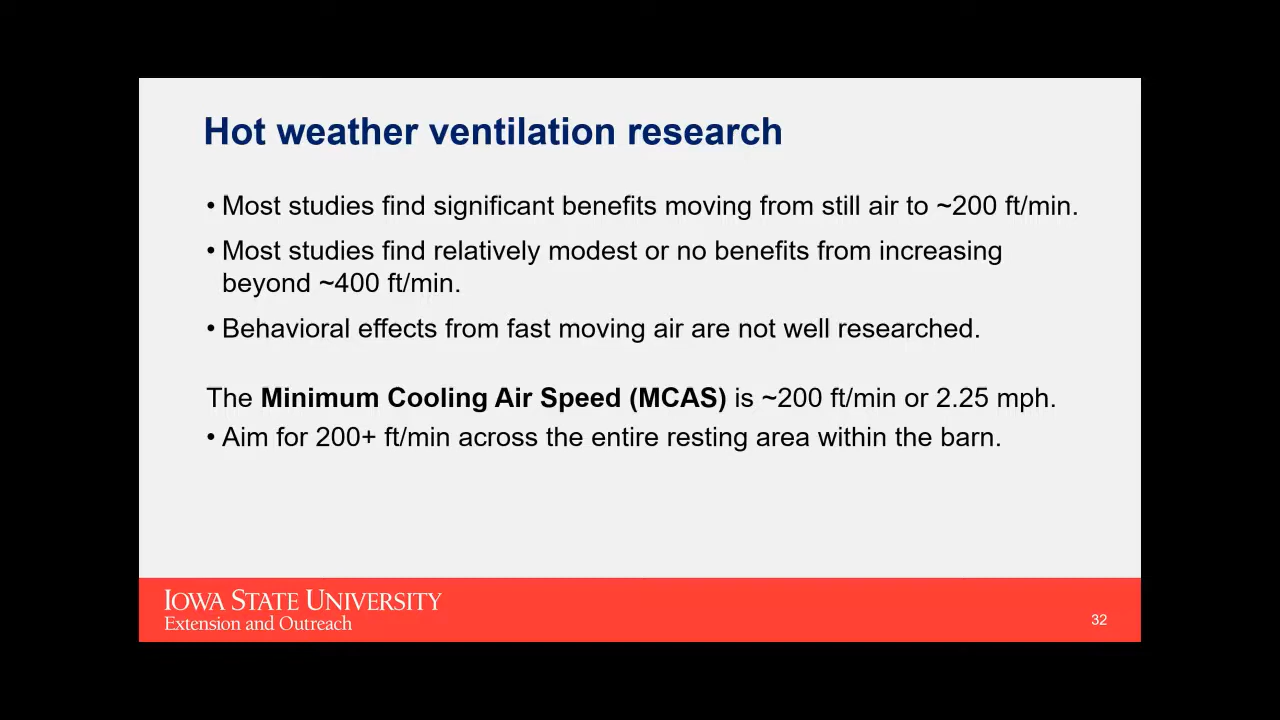 Hot weather ventilation research
• Most studies find significant benefits moving from still air to ~200 ft/min.
• Most studies find relatively modest or no benefits from increasing
beyond ~400 ft/min.
• Behavioral effects from fast moving air are not well researched.
The Minimum Cooling Air Speed (MCAS) is ~200 ft/min or 2.25 mph.
• Aim for 200+ ft/min across the entire resting area within the barn.
IOWA STATE UNIVERSITY
Extension and Outreach
32